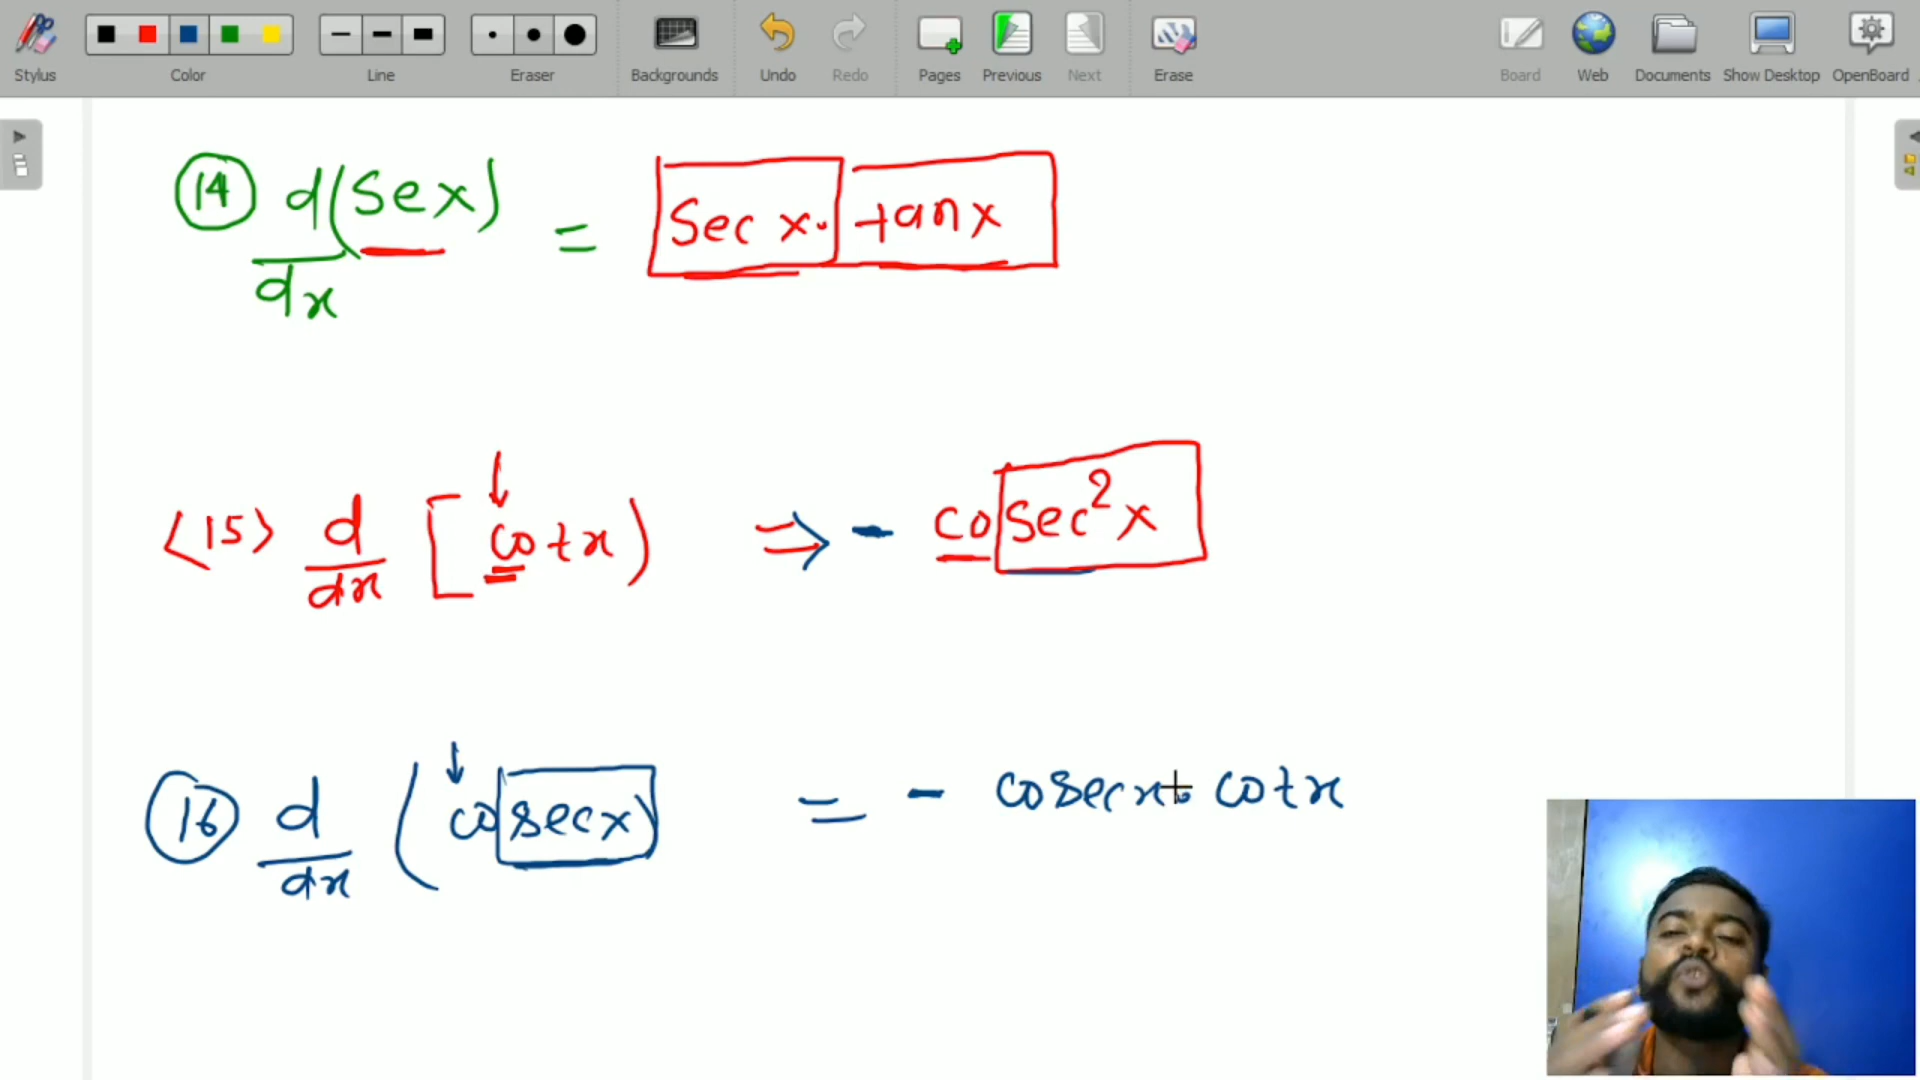 Stylus Color Line Eraser Backgrounds Undo Redo Pages Previous Next Erase Board Web Documents Show Desktop OpenBoard
14 d(Sex) = Sec x. tanx
dx
<15> d [cotx) ⇒ - cosec²x
dx
16 d (cosecx) = - cosecx. cotx
dx